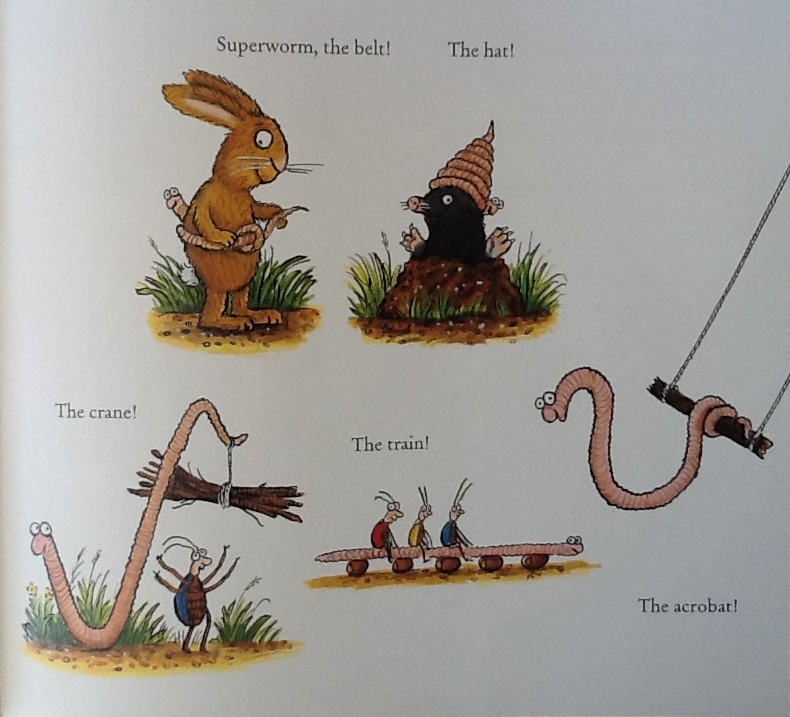 Superworm, the belt!
The hat!
The crane!
The train!
The acrobat!